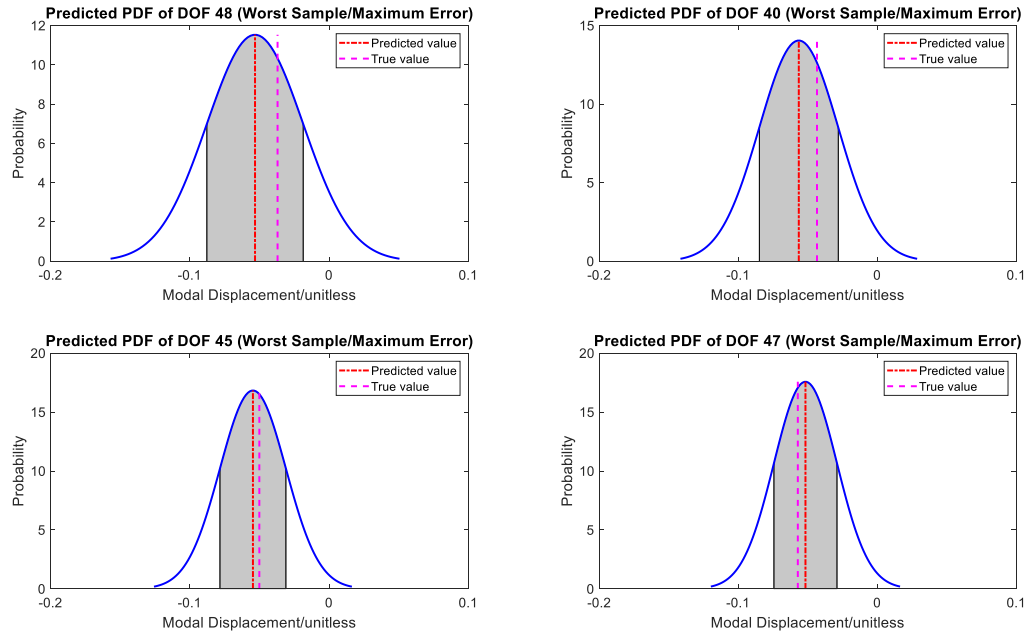 Predicted PDF of DOF 48 (Worst Sample/Maximum Error)
12
10
8
6
4
2
0
Probability
Predicted value
True value
-0.2
-0.1
0
0.1
Modal Displacement/unitless
Predicted PDF of DOF 40 (Worst Sample/Maximum Error)
15
10
5
0
Probability
Predicted value
True value
-0.2
-0.1
0
0.1
Modal Displacement/unitless
Predicted PDF of DOF 45 (Worst Sample/Maximum Error)
20
15
10
5
0
Probability
Predicted value
True value
-0.2
-0.1
0
0.1
Modal Displacement/unitless
Predicted PDF of DOF 47 (Worst Sample/Maximum Error)
20
15
10
5
0
Probability
Predicted value
True value
-0.2
-0.1
0
0.1
Modal Displacement/unitless